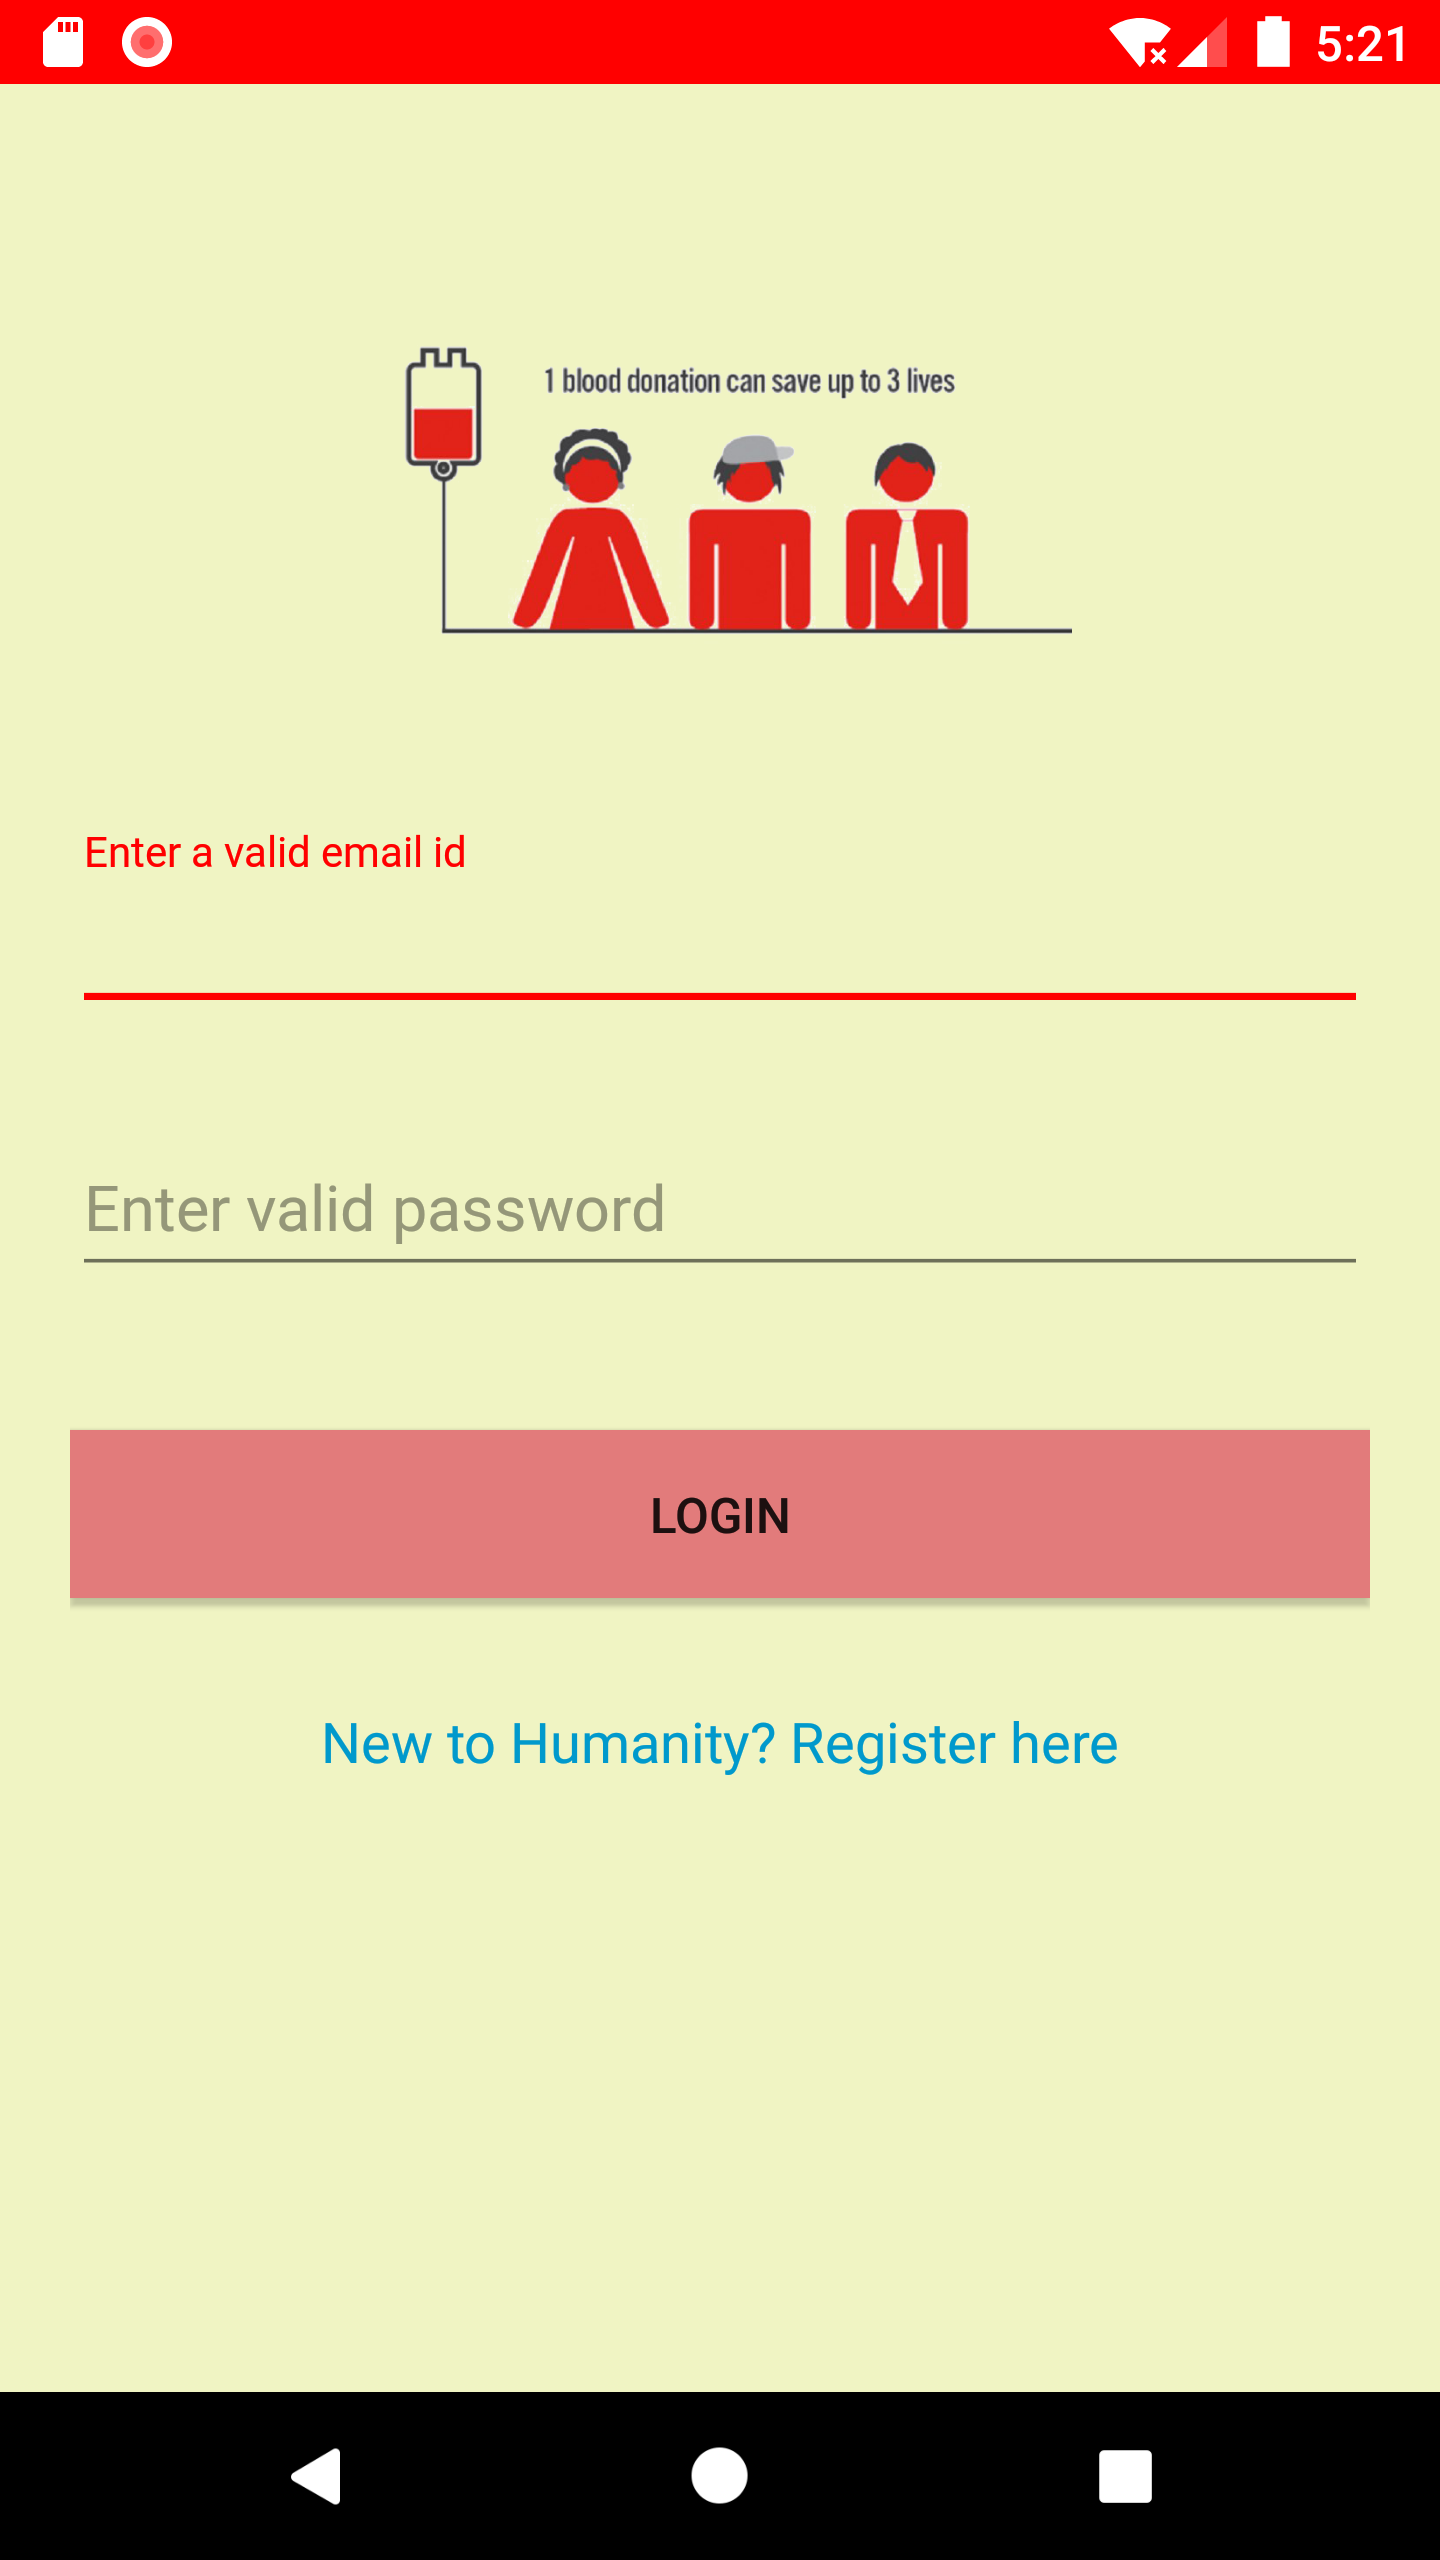 5:21
1 blood donation can save up to 3 lives
Enter a valid email id
Enter valid password
LOGIN
New to Humanity? Register here